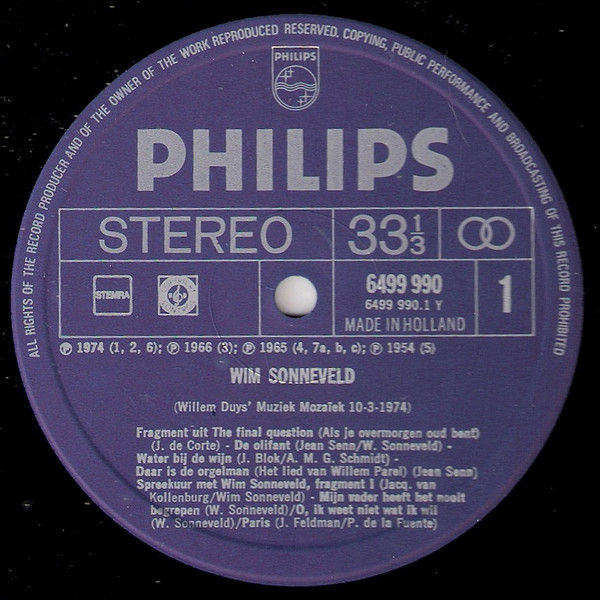 ALL RIGHTS OF THE RECORD PRODUCER AND OF THE OWNER OF THE WORK REPRODUCED RESERVED. COPYING, PUBLIC PERFORMANCE AND BROADCASTING OF THIS RECORD PROHIBITED
PHILIPS
PHILIPS
STEREO 33 1/3
STEMRA
6499 990
6499 990.1 Y
MADE IN HOLLAND
1
℗ 1974 (1, 2, 6); ℗ 1966 (3); ℗ 1965 (4, 7a, b, c); ℗ 1954 (5)
WIM SONNEVELD
(Willem Duys' Muziek Mozaïek 10-3-1974)
Fragment uit The final question (Als je overmorgen oud bent)
(J. de Corte) - De olifant (Jean Senn/W. Sonneveld) -
Water bij de wijn (J. Blok/A. M. G. Schmidt) -
Daar is de orgelman (Het lied van Willem Parel) (Jean Senn)
Spreekuur met Wim Sonneveld, fragment I (Jacq. van
Kollenburg/Wim Sonneveld) - Mijn vader heeft het nooit
begrepen (W. Sonneveld)/O, ik weet niet wat ik wil
(W. Sonneveld)/Paris (J. Feldman/P. de la Fuente)